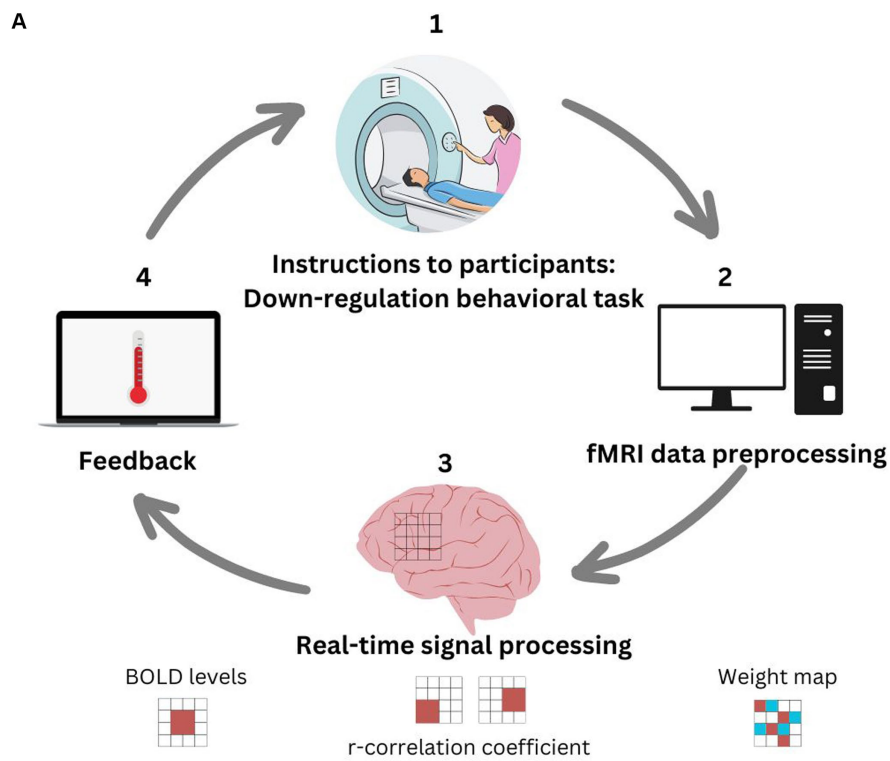 A
1
Instructions to participants:
Down-regulation behavioral task
2
fMRI data preprocessing
3
Real-time signal processing
4
Feedback
BOLD levels
r-correlation coefficient
Weight map